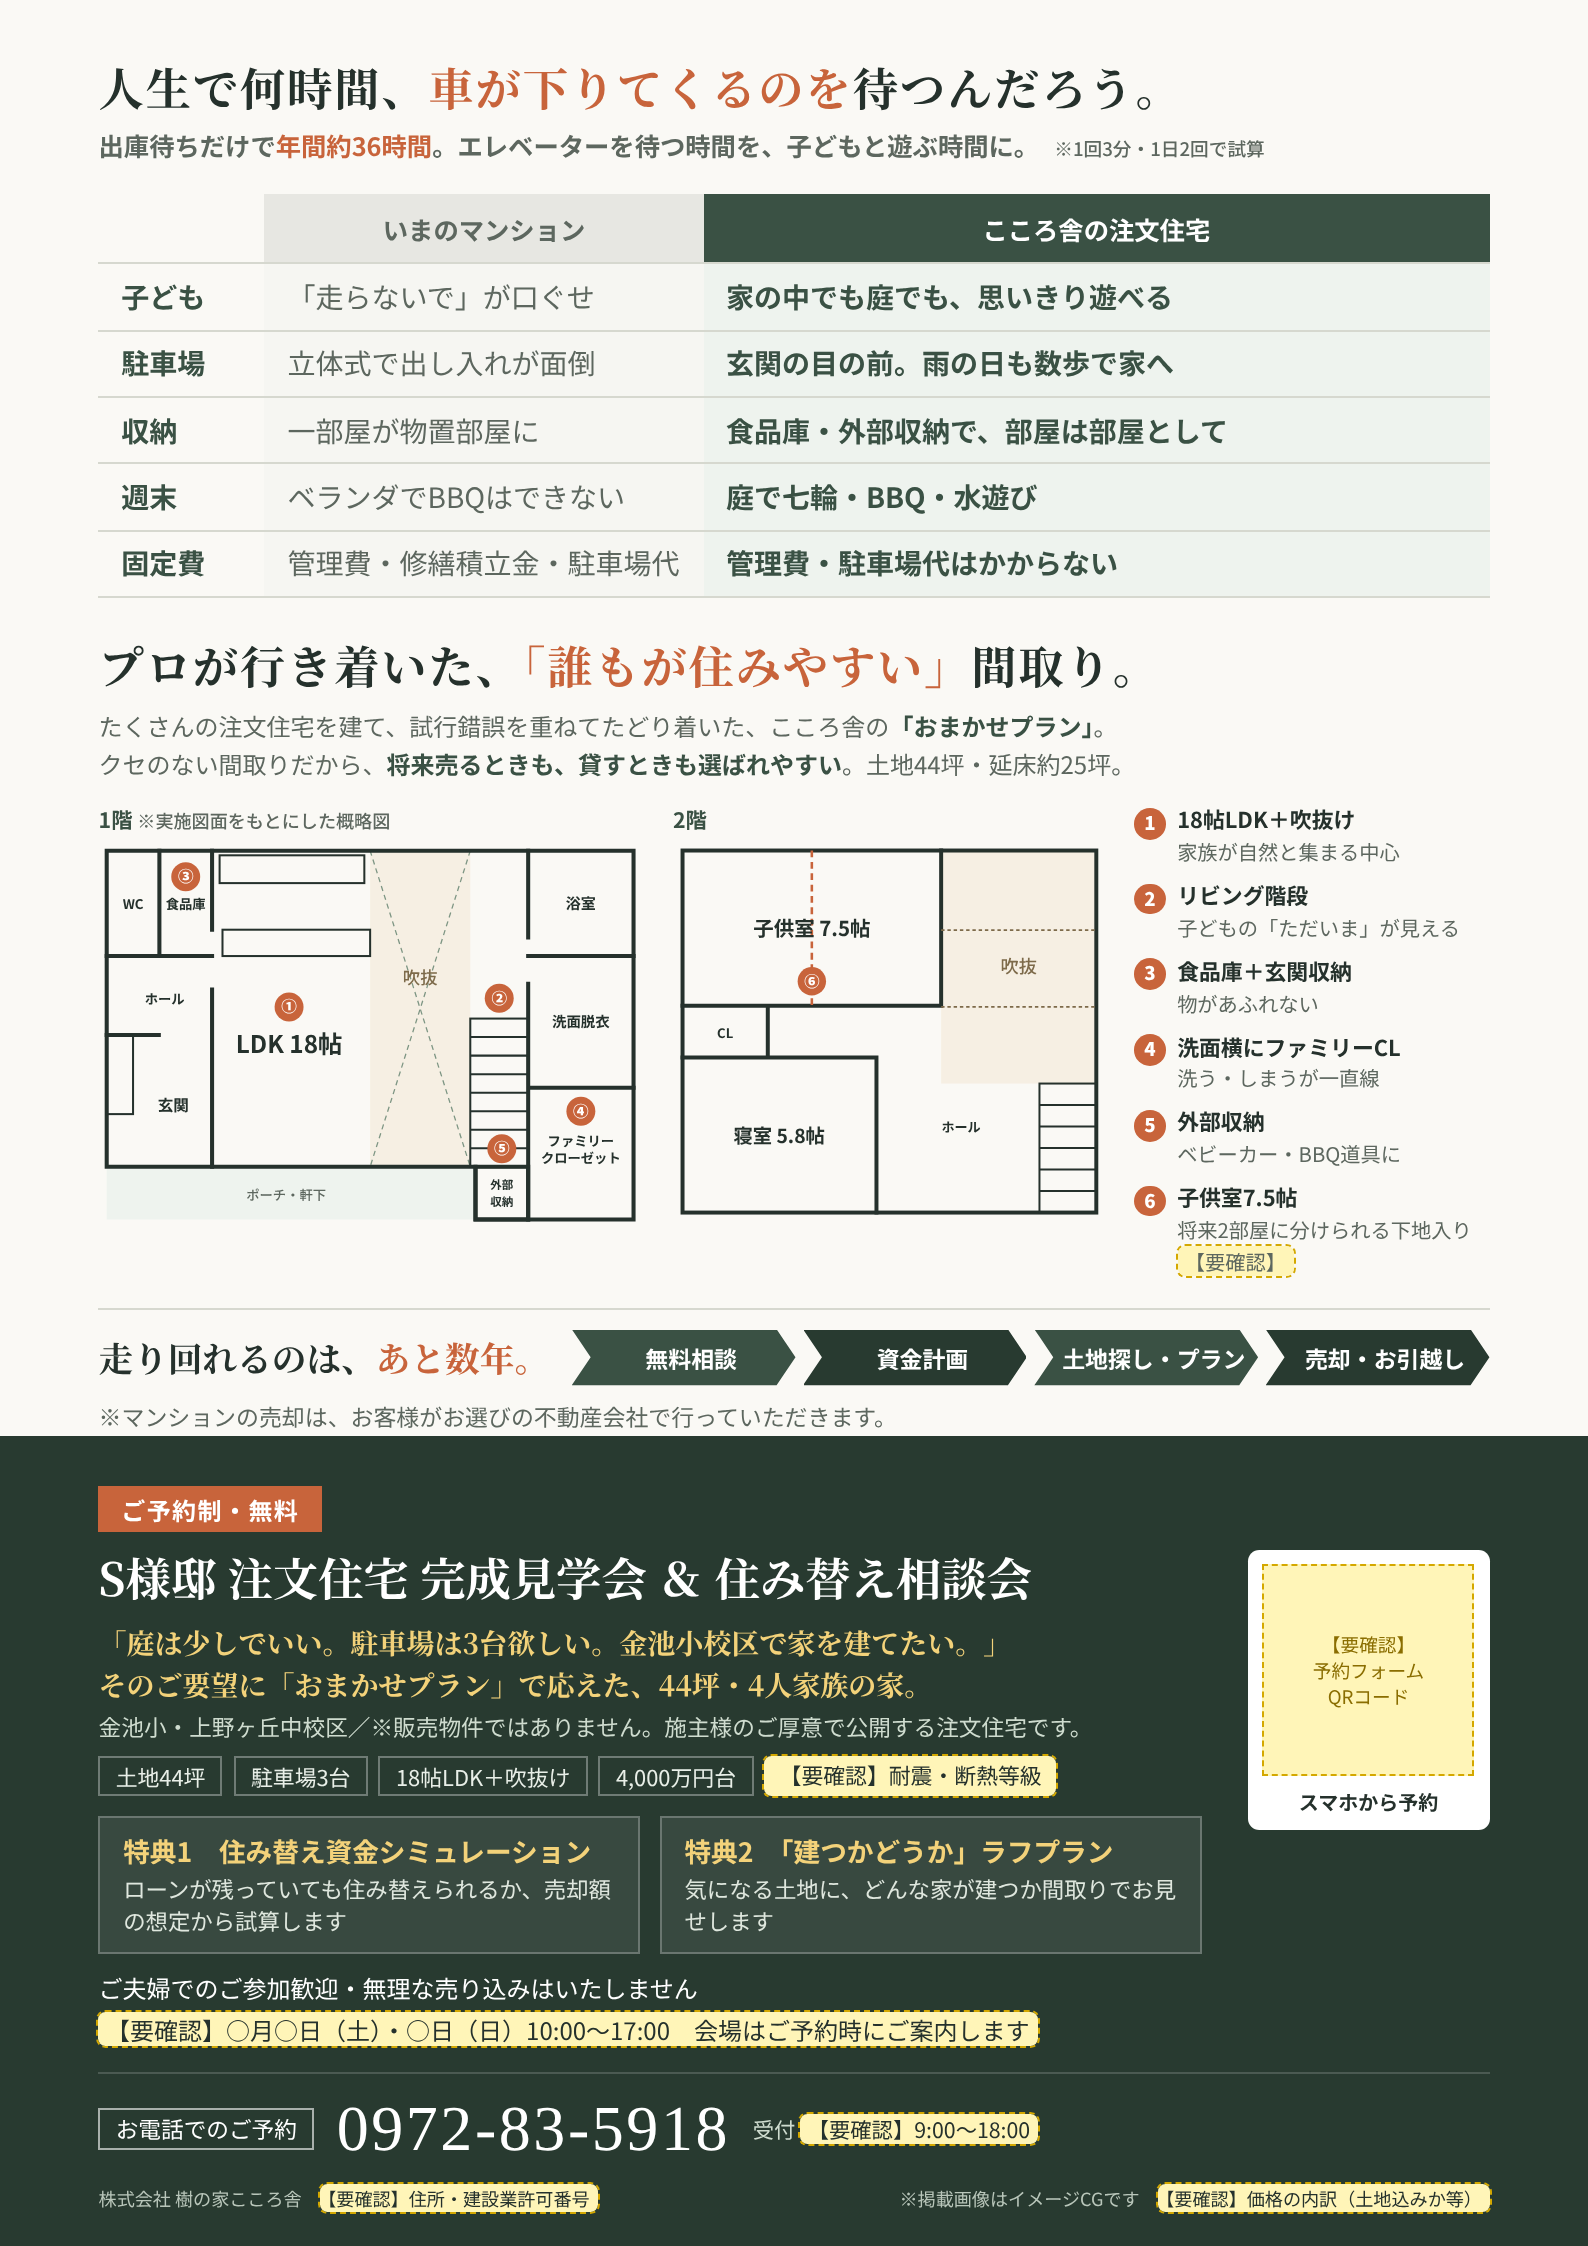 人生で何時間、車が下りてくるのを待つんだろう。
出庫待ちだけで年間約36時間。エレベーターを待つ時間を、子どもと遊ぶ時間に。 ※1回3分・1日2回で試算
いまのマンション こころ舎の注文住宅
子ども 「走らないで」が口ぐせ 家の中でも庭でも、思いきり遊べる
駐車場 立体式で出し入れが面倒 玄関の目の前。雨の日も数歩で家へ
収納 一部屋が物置部屋に 食品庫・外部収納で、部屋は部屋として
週末 ベランダでBBQはできない 庭で七輪・BBQ・水遊び
固定費 管理費・修繕積立金・駐車場代 管理費・駐車場代はかからない
プロが行き着いた、「誰もが住みやすい」間取り。
たくさんの注文住宅を建て、試行錯誤を重ねてたどり着いた、こころ舎の「おまかせプラン」。
クセのない間取りだから、将来売るときも、貸すときも選ばれやすい。土地44坪・延床約25坪。
1階 ※実施図面をもとにした概略図
WC
③
食品庫
浴室
吹抜
ホール
①
LDK 18帖
②
洗面脱衣
玄関
④
ファミリー
クローゼット
⑤
外部
収納
ポーチ・軒下
2階
子供室 7.5帖
⑥
吹抜
CL
寝室 5.8帖
ホール
1 18帖LDK＋吹抜け
家族が自然と集まる中心
2 リビング階段
子どもの「ただいま」が見える
3 食品庫＋玄関収納
物があふれない
4 洗面横にファミリーCL
洗う・しまうが一直線
5 外部収納
ベビーカー・BBQ道具に
6 子供室7.5帖
将来2部屋に分けられる下地入り
【要確認】
走り回れるのは、あと数年。 無料相談 資金計画 土地探し・プラン 売却・お引越し
※マンションの売却は、お客様がお選びの不動産会社で行っていただきます。
ご予約制・無料
S様邸 注文住宅 完成見学会 ＆ 住み替え相談会
「庭は少しでいい。駐車場は3台欲しい。金池小校区で家を建てたい。」
そのご要望に「おまかせプラン」で応えた、44坪・4人家族の家。
金池小・上野ヶ丘中校区／※販売物件ではありません。施主様のご厚意で公開する注文住宅です。
土地44坪 駐車場3台 18帖LDK＋吹抜け 4,000万円台 【要確認】耐震・断熱等級
【要確認】
予約フォーム
QRコード
スマホから予約
特典1　住み替え資金シミュレーション
ローンが残っていても住み替えられるか、売却額
の想定から試算します
特典2　「建つかどうか」ラフプラン
気になる土地に、どんな家が建つか間取りでお見
せします
ご夫婦でのご参加歓迎・無理な売り込みはいたしません
【要確認】〇月〇日（土）・〇日（日）10:00〜17:00　会場はご予約時にご案内します
お電話でのご予約 0972-83-5918 受付【要確認】9:00〜18:00
株式会社 樹の家こころ舎 【要確認】住所・建設業許可番号 ※掲載画像はイメージCGです 【要確認】価格の内訳（土地込みか等）